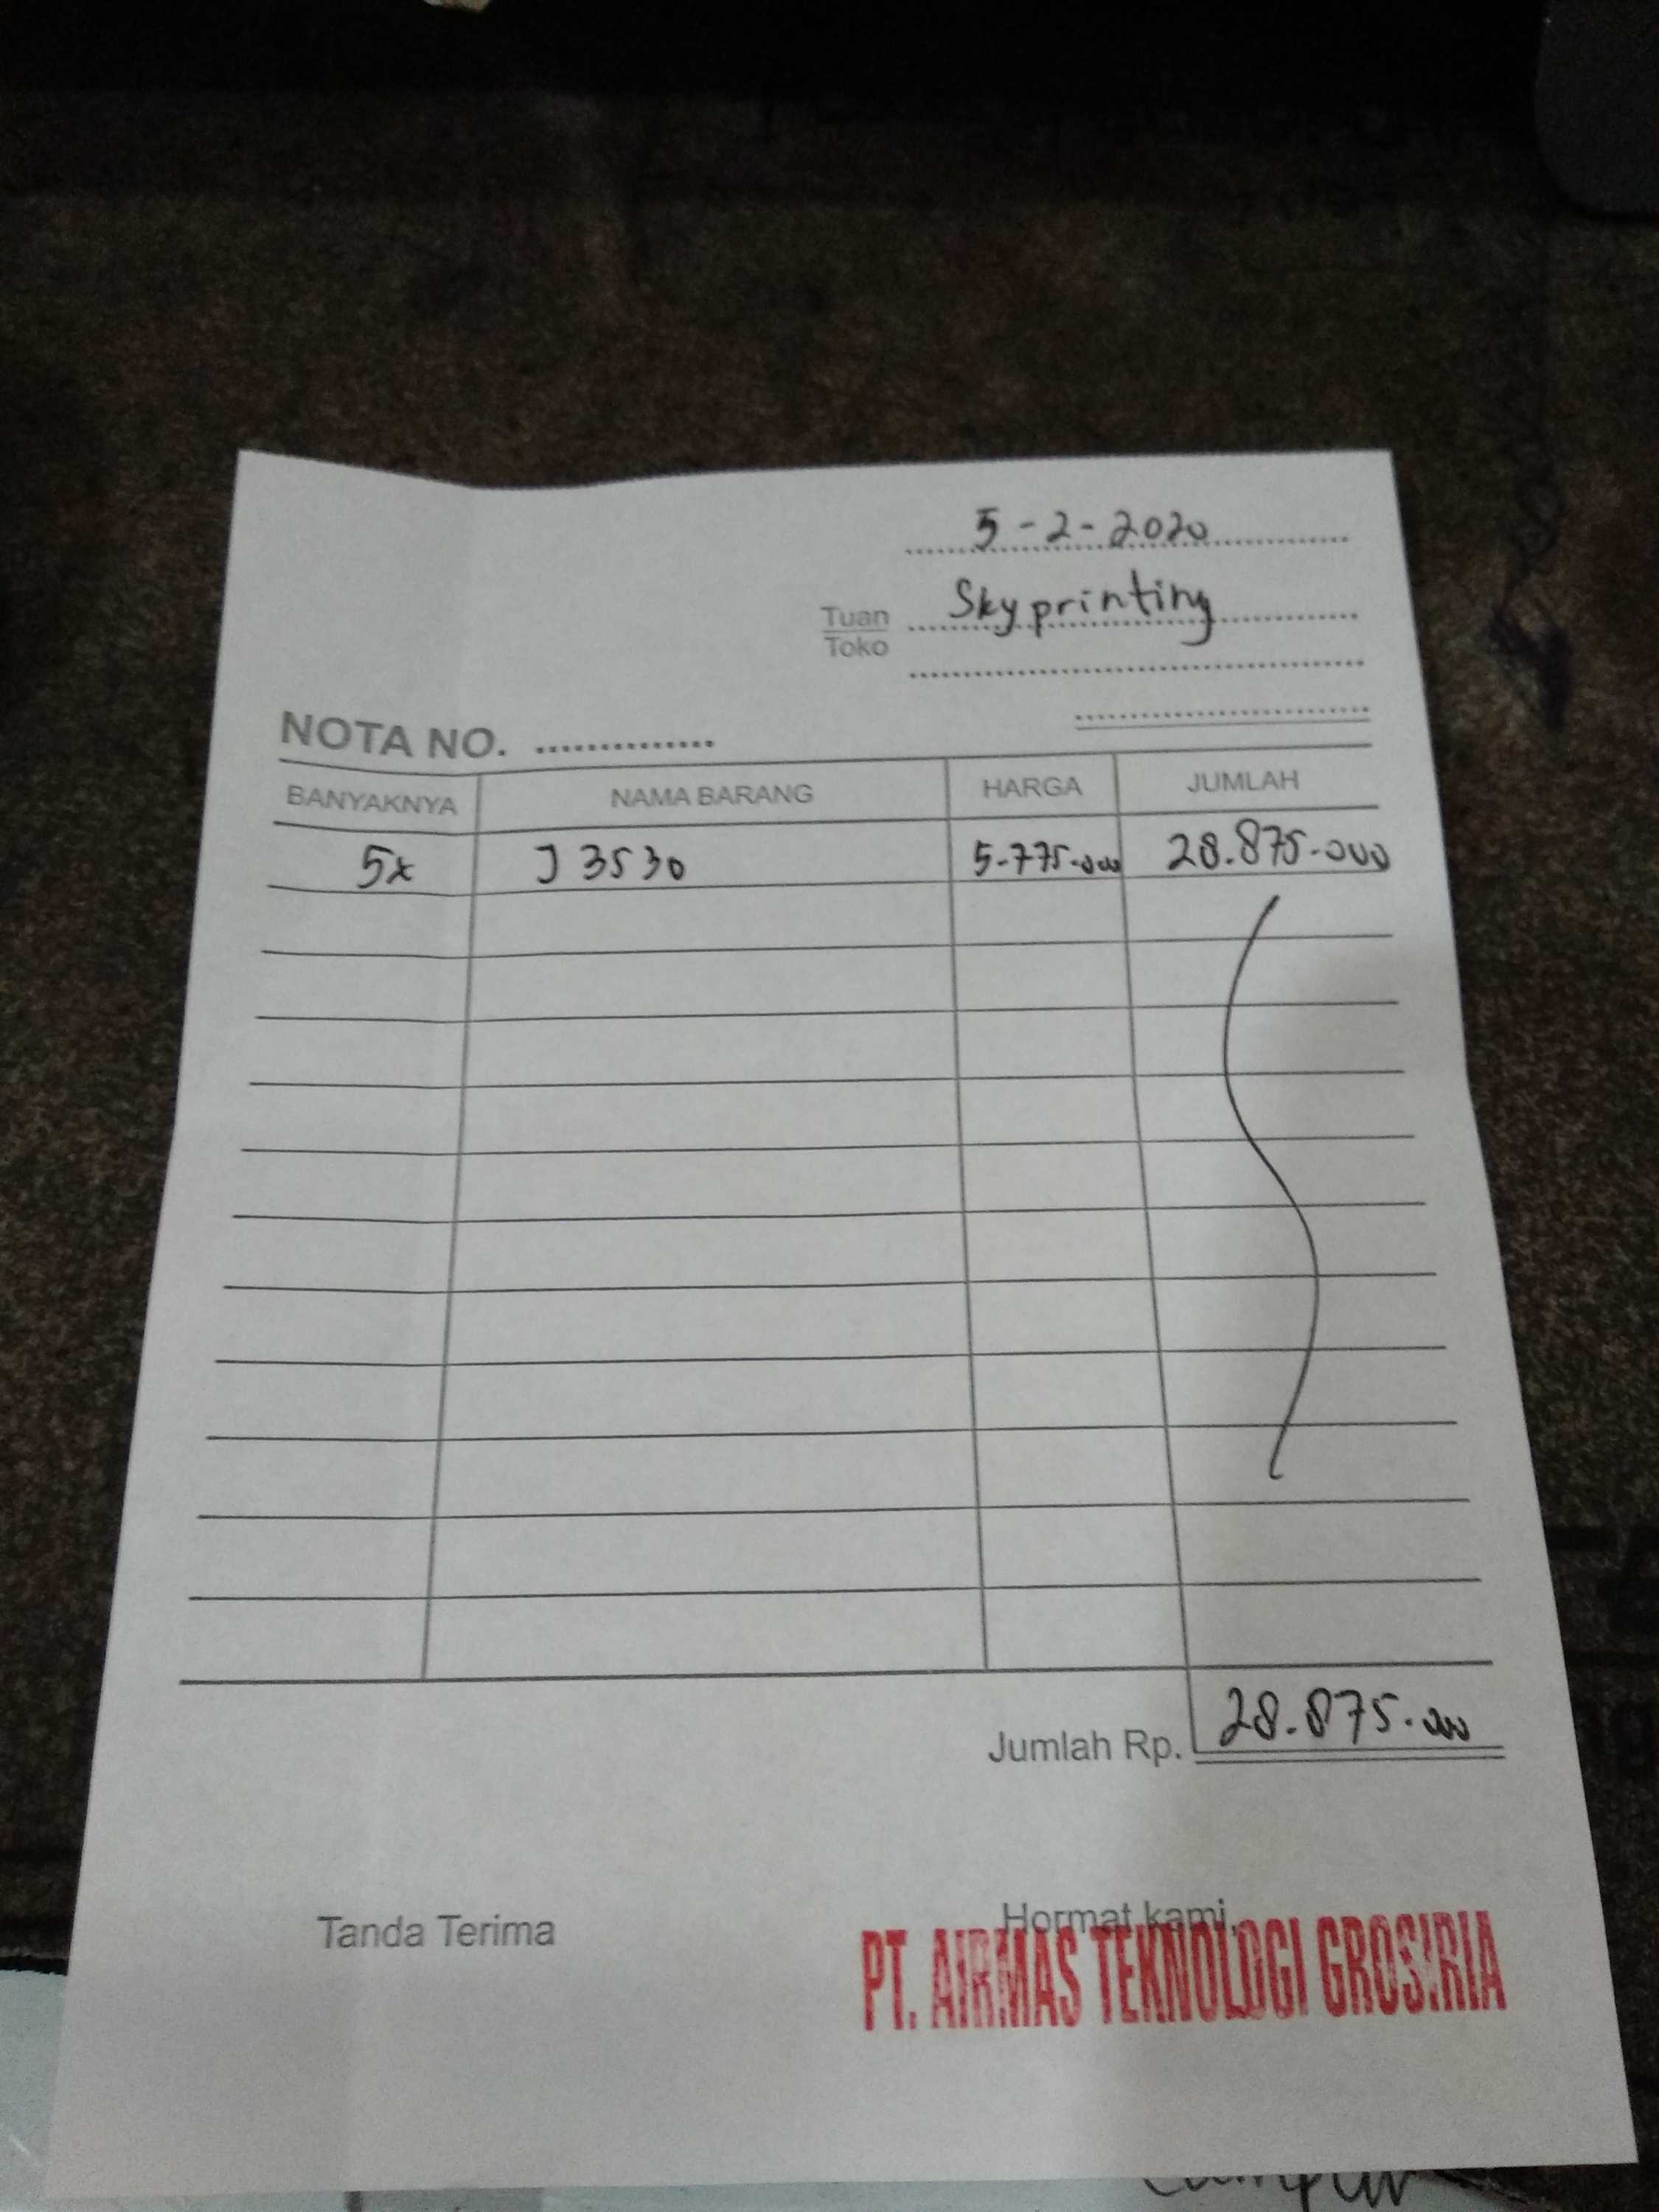 5-2-2020
Tuan Skyprinting
Toko
NOTA NO. ..............
BANYAKNYA NAMA BARANG HARGA JUMLAH
5x J 3530 5.775.000 28.875.000
Jumlah Rp. 28.875.000
Tanda Terima Hormat kami,
PT. AIRMAS TEKNOLOGI GROSIRIA